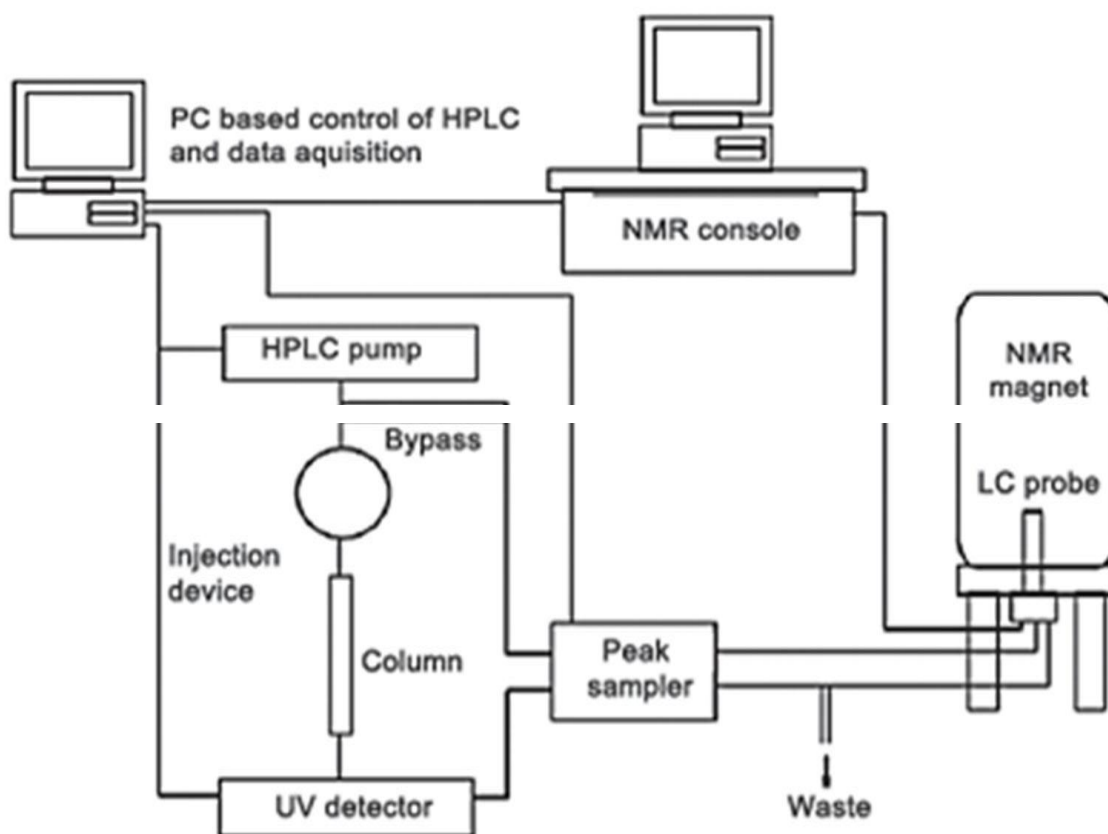 PC based control of HPLC
and data aquisition
NMR console
HPLC pump
NMR
magnet
Bypass
LC probe
Injection
device
Column
Peak
sampler
UV detector
Waste